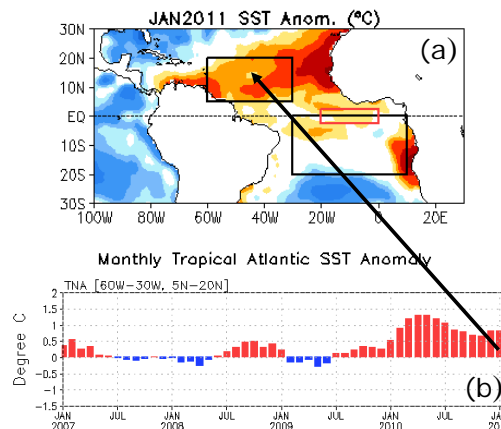 JAN2011 SST Anom. (°C)
30N
20N
10N
EQ
10S
20S
30S
(a)
100W 80W 60W 40W 20W 0 20E
Monthly Tropical Atlantic SST Anomaly
TNA [60W-30W, 5N-20N]
Degree C
2
1.5
1
0.5
0
-0.5
-1
-1.5
(b)
JAN JUL JAN JUL JAN JUL JAN JUL
2007 2008 2009 2010